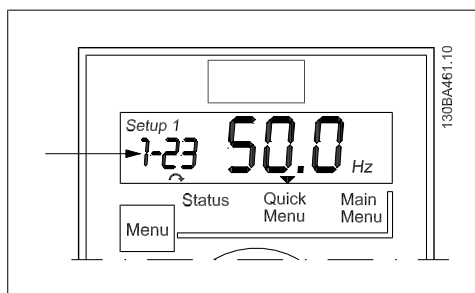 130BA461.10
Setup 1
1-23 50.0 Hz
Status Quick Menu Main Menu
Menu